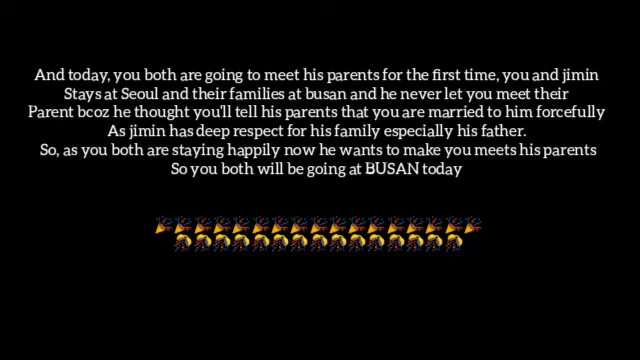 And today, you both are going to meet his parents for the first time, you and jimin
Stays at Seoul and their families at busan and he never let you meet their
Parent bcoz he thought you'll tell his parents that you are married to him forcefully
As jimin has deep respect for his family especially his father.
So, as you both are staying happily now he wants to make you meets his parents
So you both will be going at BUSAN today